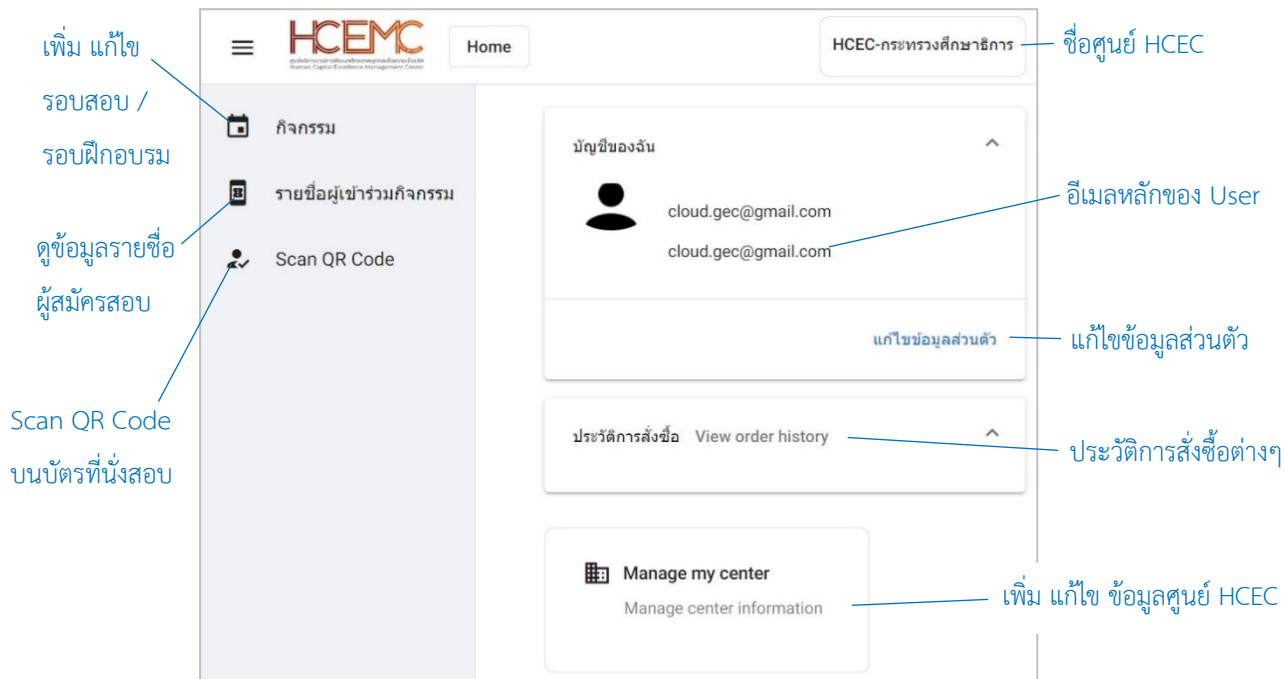 เพิ่ม แก้ไข
รอบสอบ /
รอบฝึกอบรม
ดูข้อมูลรายชื่อ
ผู้สมัครสอบ
Scan QR Code
บนบัตรที่นั่งสอบ
HCEMC
Human Capital Excellence Management Center
Home
HCEC-กระทรวงศึกษาธิการ
ชื่อศูนย์ HCEC
กิจกรรม
รายชื่อผู้เข้าร่วมกิจกรรม
Scan QR Code
บัญชีของฉัน
cloud.gec@gmail.com
cloud.gec@gmail.com
อีเมลหลักของ User
แก้ไขข้อมูลส่วนตัว
แก้ไขข้อมูลส่วนตัว
ประวัติการสั่งซื้อ View order history
ประวัติการสั่งซื้อต่างๆ
Manage my center
Manage center information
เพิ่ม แก้ไข ข้อมูลศูนย์ HCEC